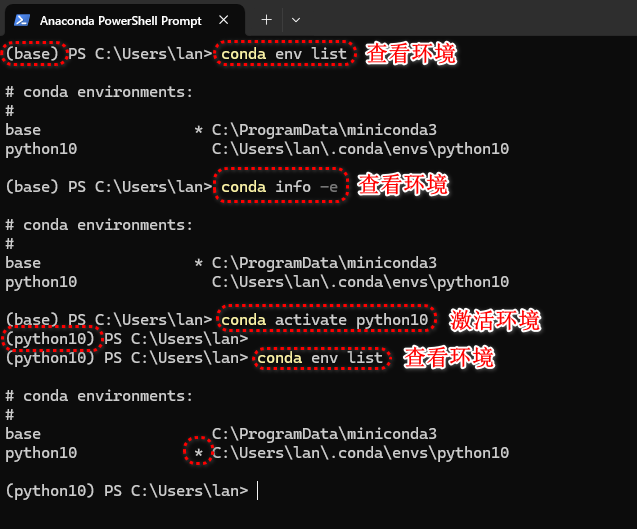 Anaconda PowerShell Prompt
(base) PS C:\Users\lan> conda env list 查看环境
# conda environments:
#
base * C:\ProgramData\miniconda3
python10 C:\Users\lan\.conda\envs\python10
(base) PS C:\Users\lan> conda info -e 查看环境
# conda environments:
#
base * C:\ProgramData\miniconda3
python10 C:\Users\lan\.conda\envs\python10
(base) PS C:\Users\lan> conda activate python10 激活环境
(python10) PS C:\Users\lan>
(python10) PS C:\Users\lan> conda env list 查看环境
# conda environments:
#
base C:\ProgramData\miniconda3
python10 * C:\Users\lan\.conda\envs\python10
(python10) PS C:\Users\lan>